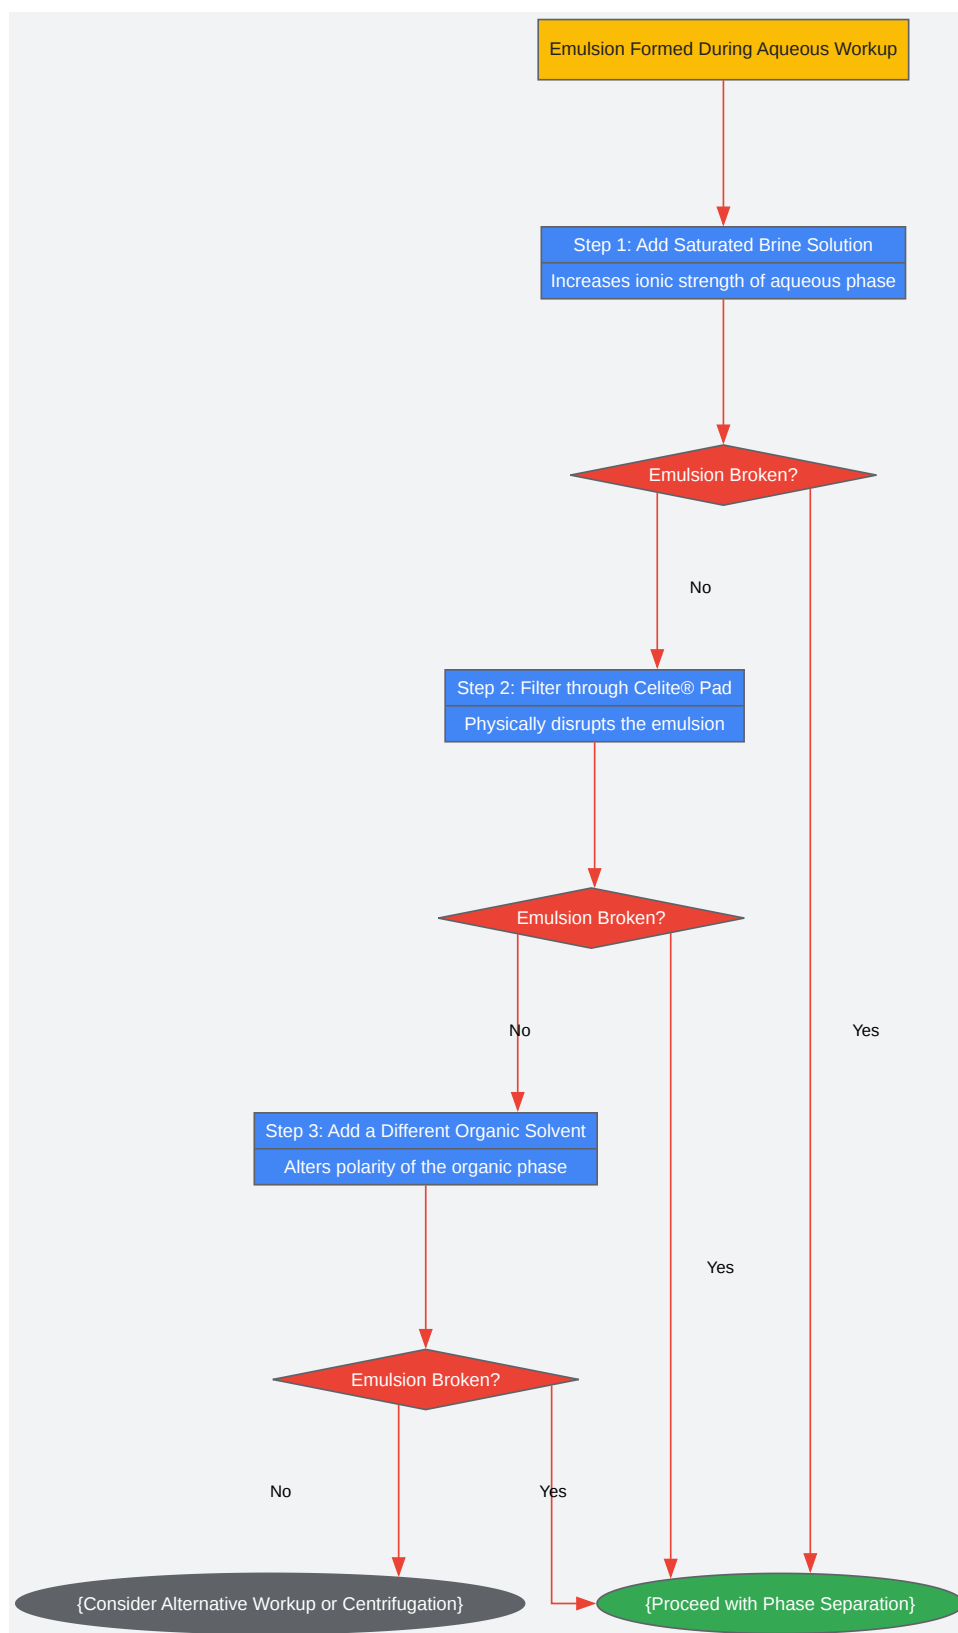 Emulsion Formed During Aqueous Workup
Step 1: Add Saturated Brine Solution
Increases ionic strength of aqueous phase
Emulsion Broken?
No
Step 2: Filter through Celite® Pad
Physically disrupts the emulsion
Emulsion Broken?
No
Yes
Step 3: Add a Different Organic Solvent
Alters polarity of the organic phase
Yes
Emulsion Broken?
No
Yes
{Consider Alternative Workup or Centrifugation}
{Proceed with Phase Separation}